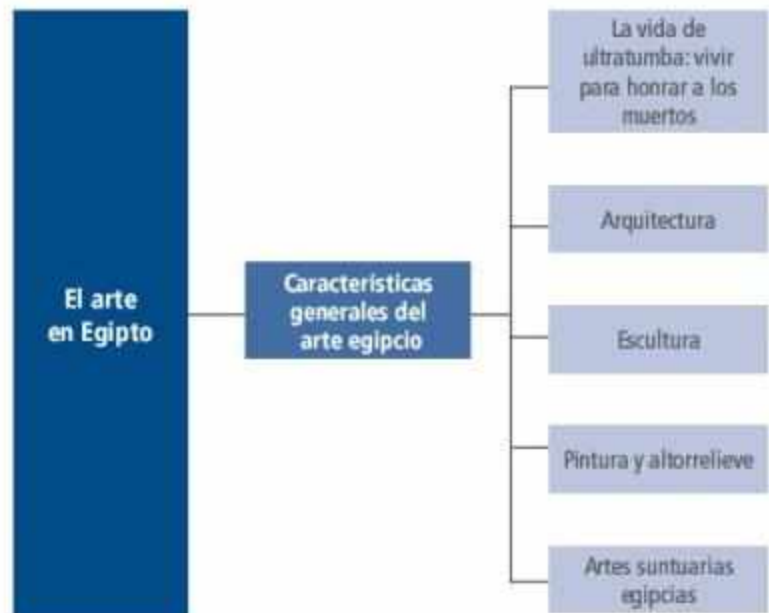 El arte
en Egipto
Características
generales del
arte egipcio
La vida de
ultratumba: vivir
para honrar a los
muertos
Arquitectura
Escultura
Pintura y altorrelieve
Artes suntuarias
egipcias